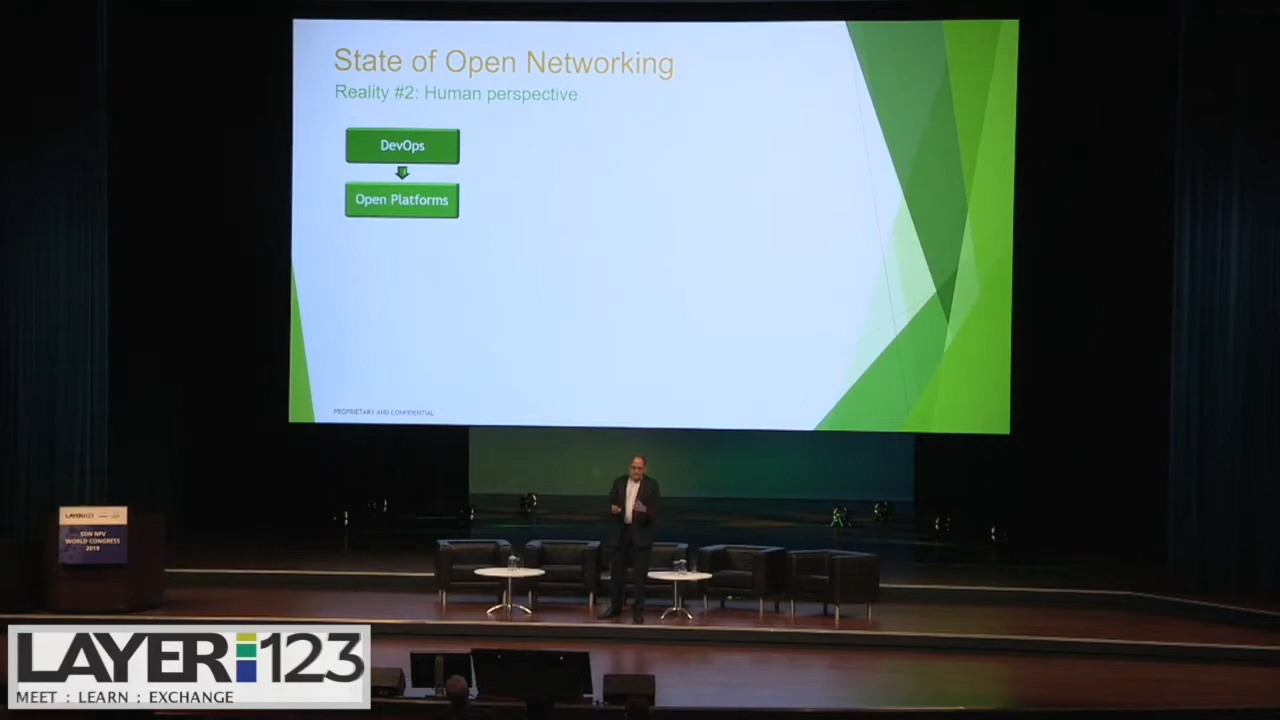 State of Open Networking
Reality #2: Human perspective
DevOps
Open Platforms
PROPRIETARY AND CONFIDENTIAL
LAYER123
SDN NFV
WORLD CONGRESS
2019
LAYER123
MEET : LEARN : EXCHANGE